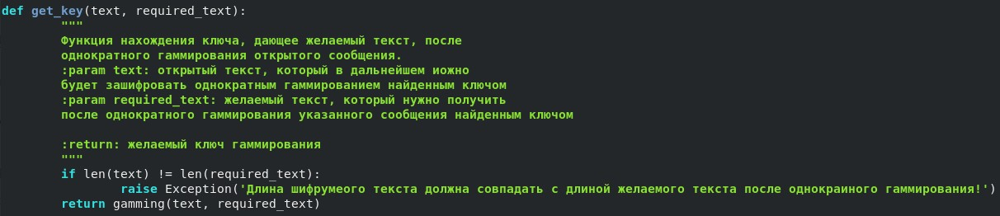 def get_key(text, required_text):
"""
Функция нахождения ключа, дающее желаемый текст, после
однократного гаммирования открытого сообщения.
:param text: открытый текст, который в дальнейшем иожно
будет зашифровать однократным гаммированием найденным ключом
:param required_text: желаемый текст, который нужно получить
после однократного гаммирования указанного сообщения найденным ключом
:return: желаемый ключ гаммирования
"""
if len(text) != len(required_text):
raise Exception('Длина шифрумеого текста должна совпадать с длиной желаемого текста после однокраиного гаммирования!')
return gamming(text, required_text)